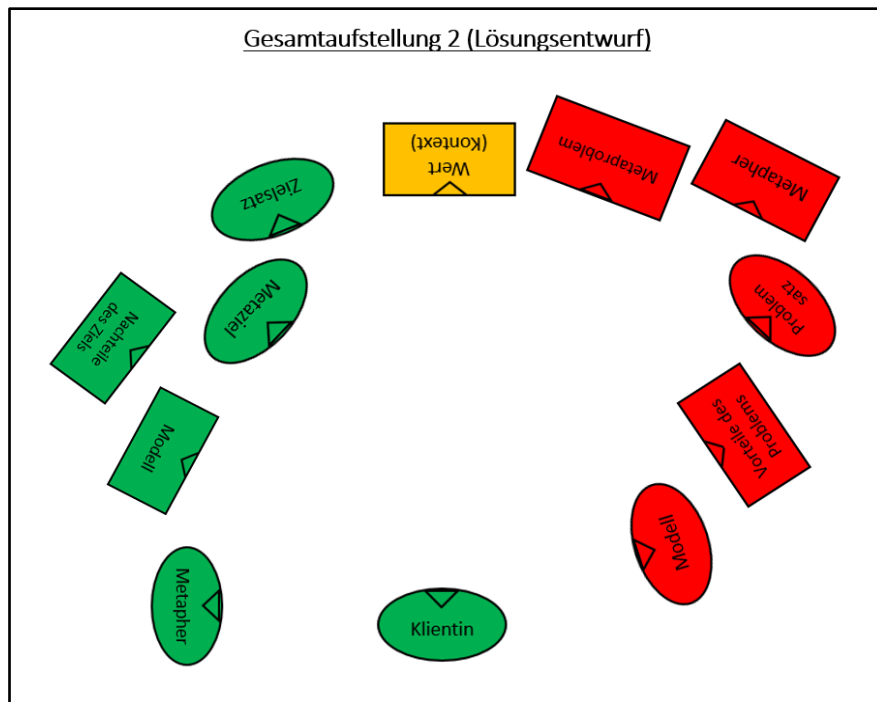 Gesamtaufstellung 2 (Lösungsentwurf)
Wert
(Kontext)
Metaproblem
Metapher
Zielsatz
Metaziel
Problem
satz
Nachteile
des Ziels
Vorteile des
Problems
Modell
Modell
Metapher
Klientin